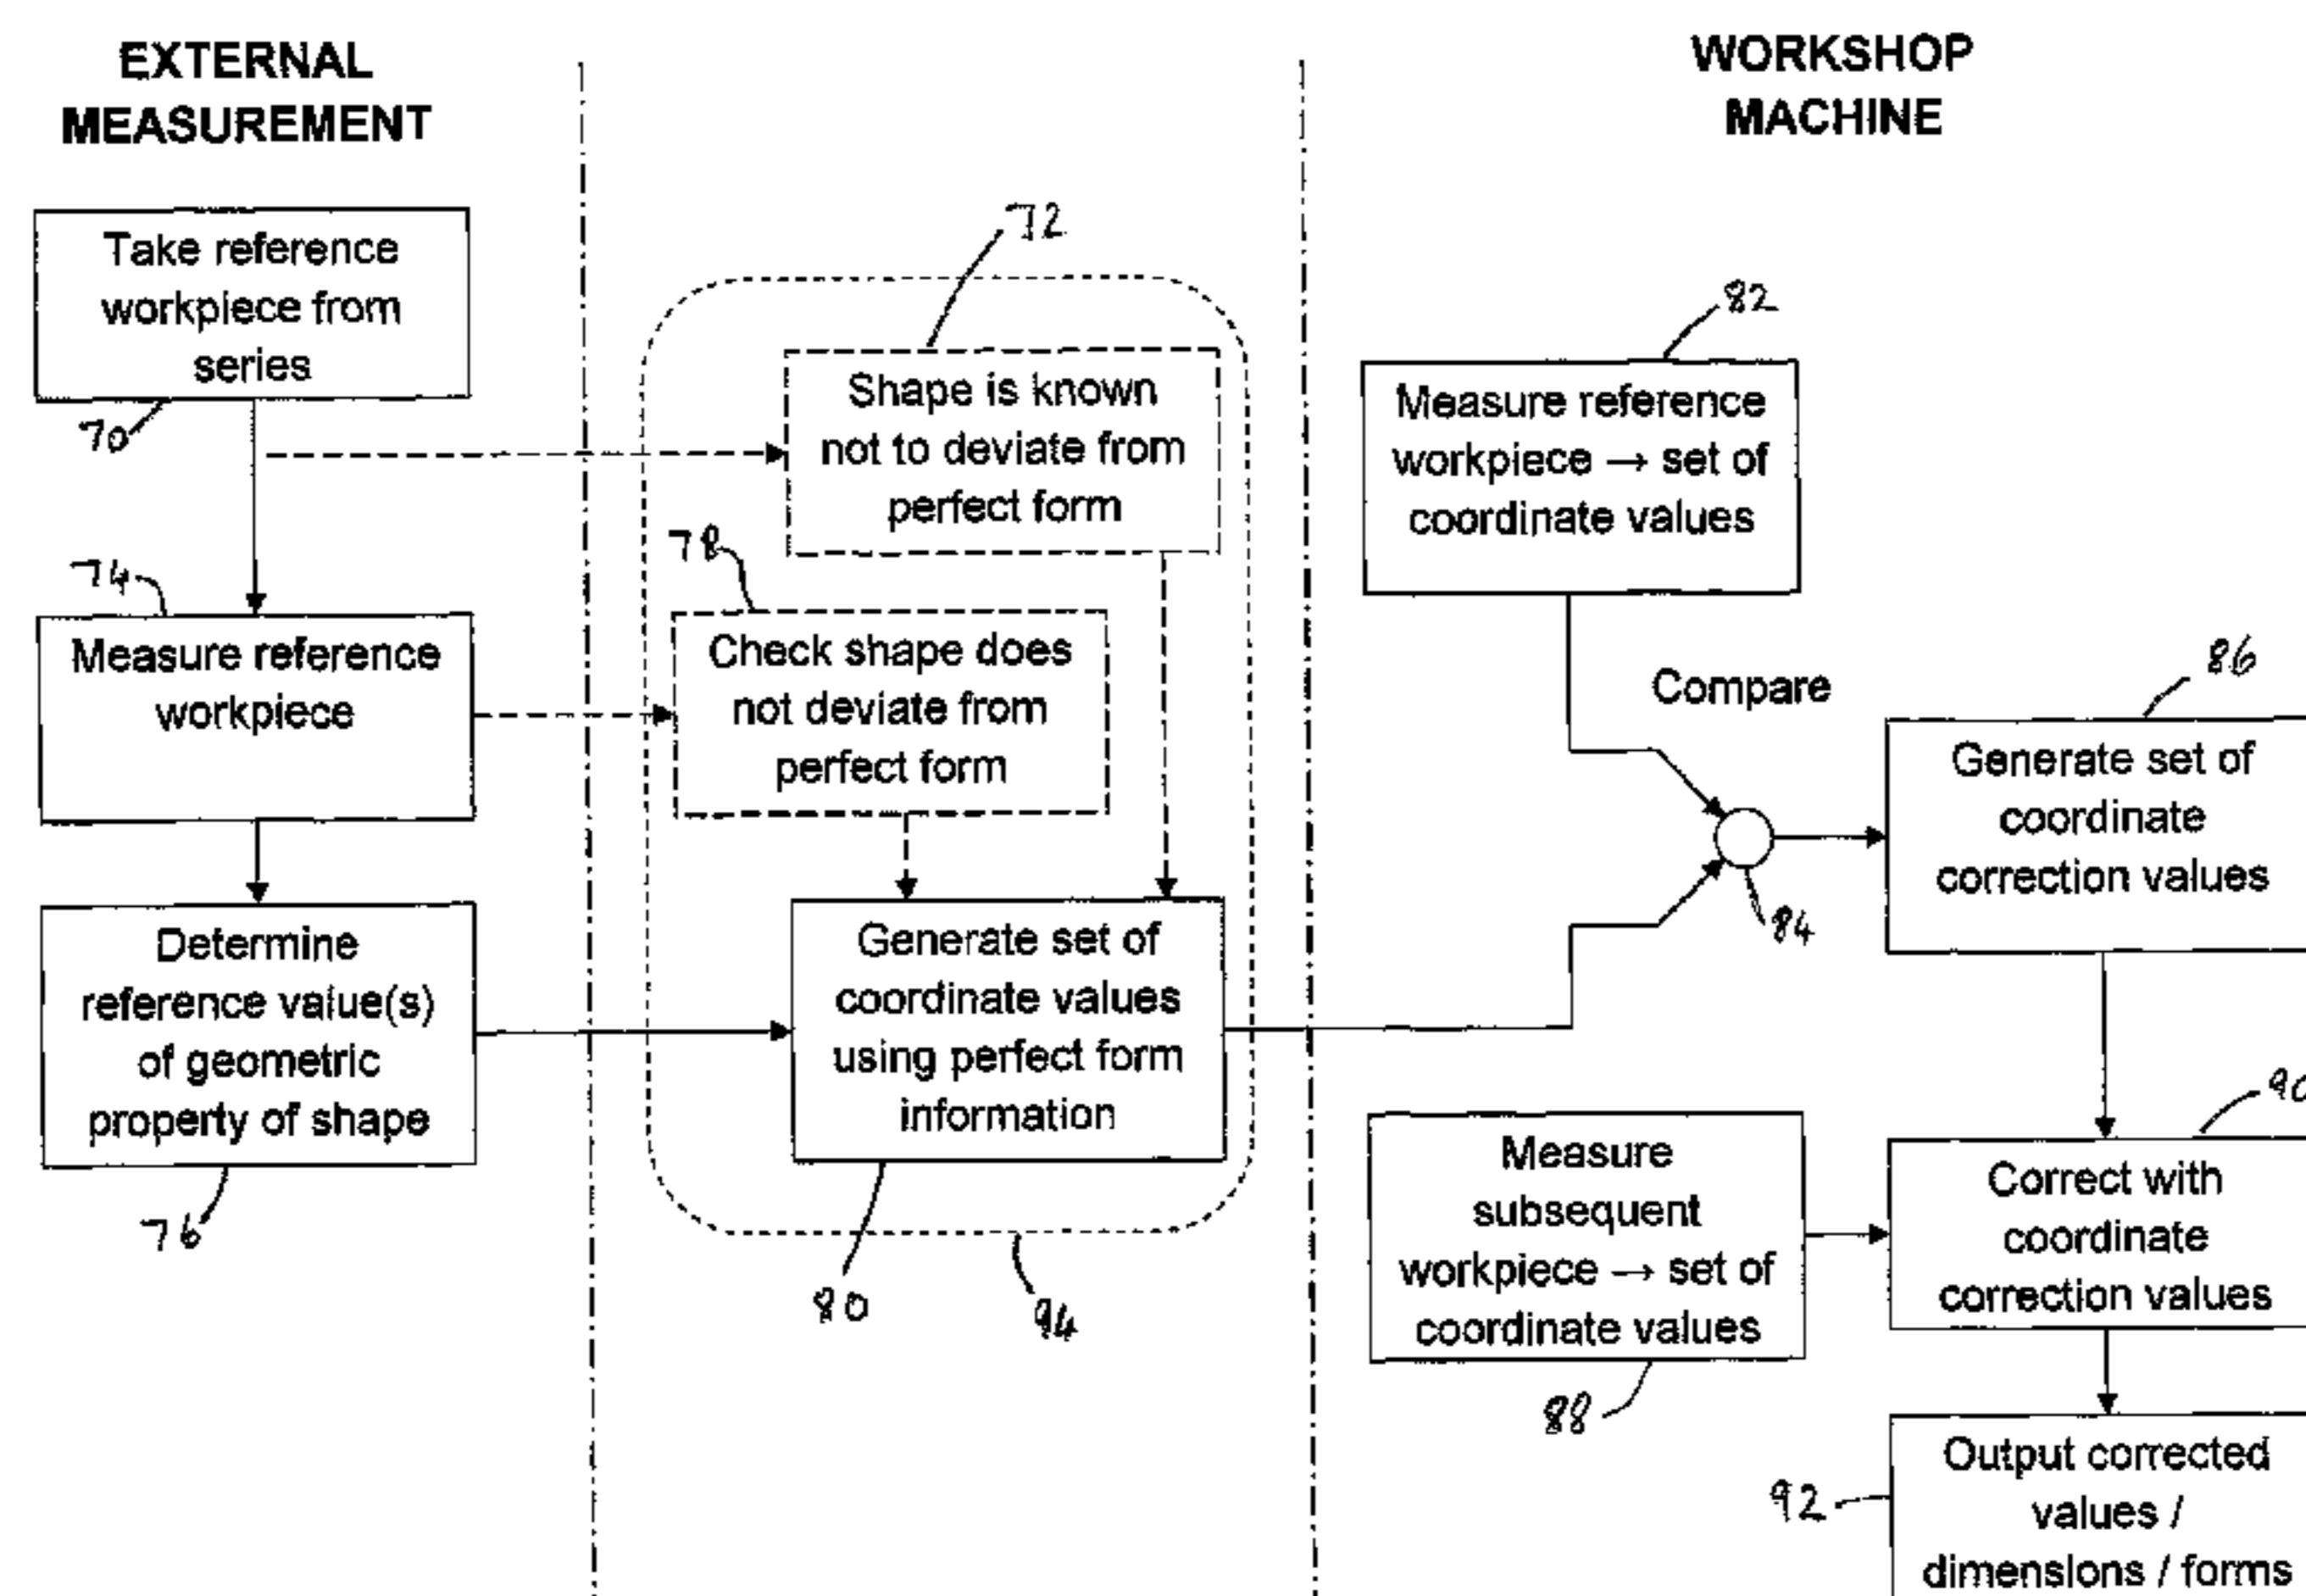 EXTERNAL
MEASUREMENT
Take reference
workpiece from
series
70
74
Measure reference
workpiece
Determine
reference value(s)
of geometric
property of shape
76
72
Shape is known
not to deviate from
perfect form
78
Check shape does
not deviate from
perfect form
Generate set of
coordinate values
using perfect form
information
80
94
WORKSHOP
MACHINE
82
Measure reference
workpiece → set of
coordinate values
Compare
84
86
Generate set of
coordinate
correction values
Measure
subsequent
workpiece → set of
coordinate values
88
90
Correct with
coordinate
correction values
92
Output corrected
values /
dimensions / forms